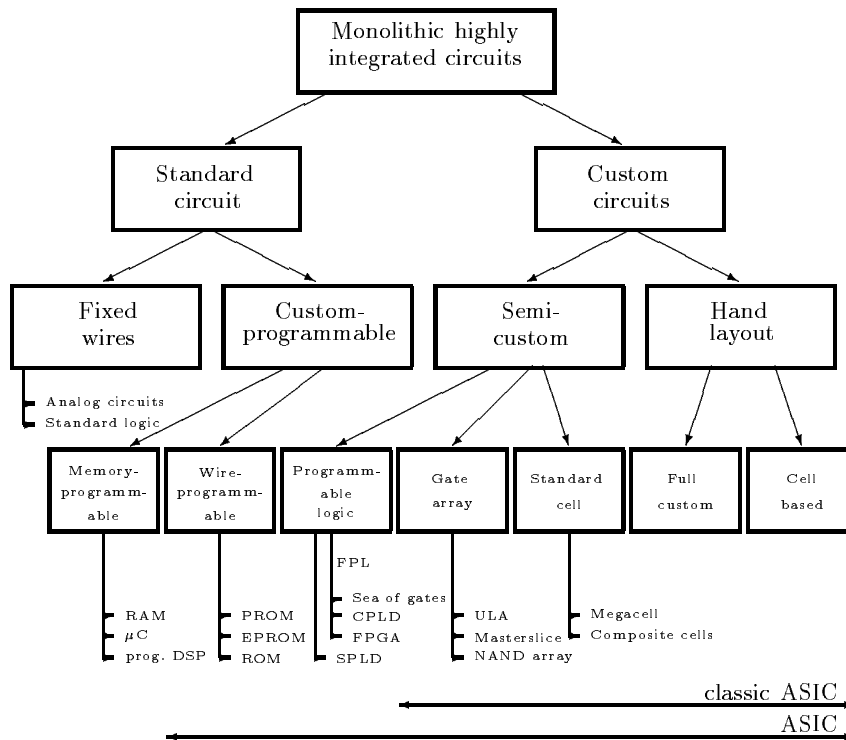 Monolithic highly
integrated circuits
Standard
circuit
Custom
circuits
Fixed
wires
Custom-
programmable
Semi-
custom
Hand
layout
Analog circuits
Standard logic
Memory-
programm-
able
Wire-
programm-
able
Programm-
able
logic
Gate
array
Standard
cell
Full
custom
Cell
based
RAM
μC
prog. DSP
PROM
EPROM
ROM
FPL
Sea of gates
CPLD
FPGA
SPLD
ULA
Masterslice
NAND array
Megacell
Composite cells
classic ASIC
ASIC